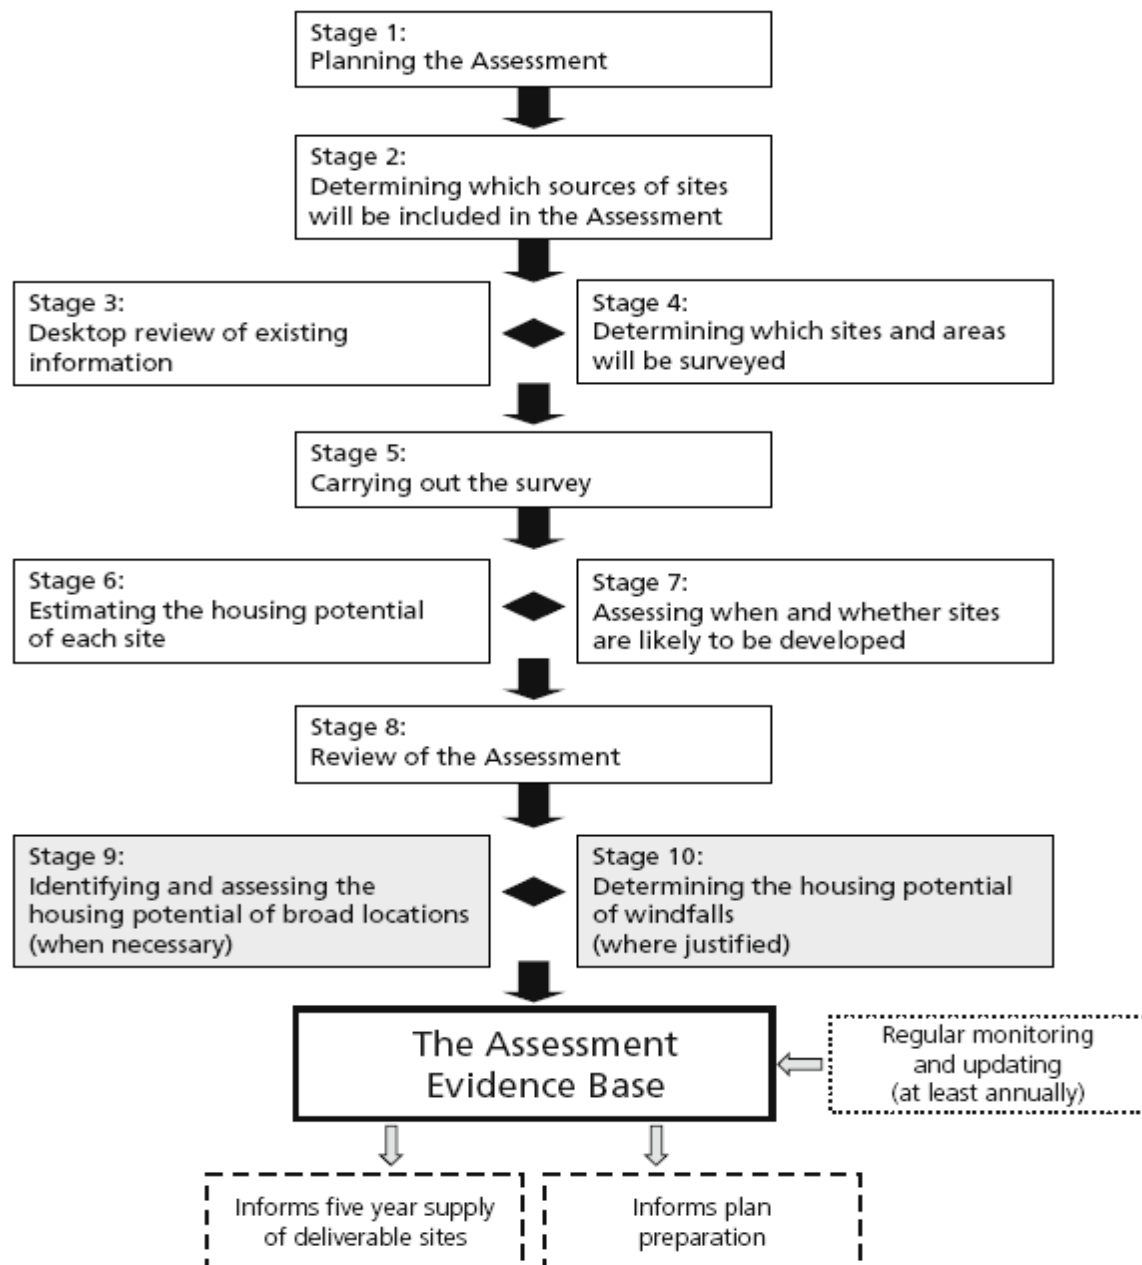 Stage 1:
Planning the Assessment
Stage 2:
Determining which sources of sites
will be included in the Assessment
Stage 3:
Desktop review of existing
information
Stage 4:
Determining which sites and areas
will be surveyed
Stage 5:
Carrying out the survey
Stage 6:
Estimating the housing potential
of each site
Stage 7:
Assessing when and whether sites
are likely to be developed
Stage 8:
Review of the Assessment
Stage 9:
Identifying and assessing the
housing potential of broad locations
(when necessary)
Stage 10:
Determining the housing potential
of windfalls
(where justified)
The Assessment
Evidence Base
Regular monitoring
and updating
(at least annually)
Informs five year supply
of deliverable sites
Informs plan
preparation